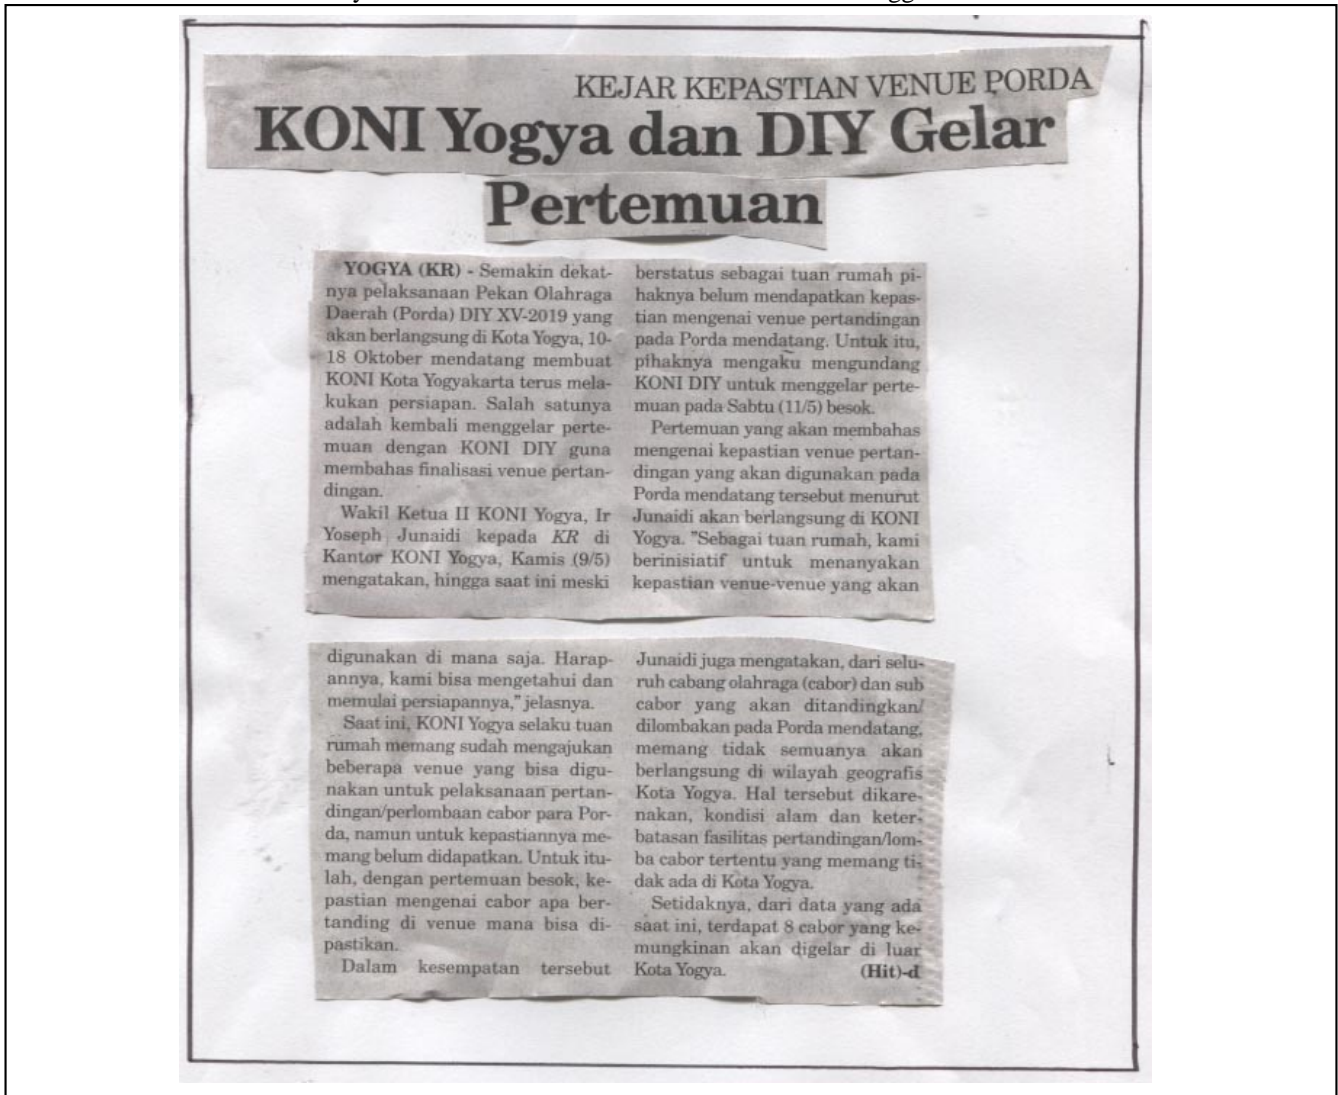 KEJAR KEPASTIAN VENUE PORDA
KONI Yogya dan DIY Gelar
Pertemuan
YOGYA (KR) - Semakin dekat-
nya pelaksanaan Pekan Olahraga
Daerah (Porda) DIY XV-2019 yang
akan berlangsung di Kota Yogya, 10-
18 Oktober mendatang membuat
KONI Kota Yogyakarta terus mela-
kukan persiapan. Salah satunya
adalah kembali menggelar perte-
muan dengan KONI DIY guna
membahas finalisasi venue pertan-
dingan.
Wakil Ketua II KONI Yogya, Ir
Yoseph Junaidi kepada KR di
Kantor KONI Yogya, Kamis (9/5)
mengatakan, hingga saat ini meski
berstatus sebagai tuan rumah pi-
haknya belum mendapatkan kepas-
tian mengenai venue pertandingan
pada Porda mendatang. Untuk itu,
pihaknya mengaku mengundang
KONI DIY untuk menggelar perte-
muan pada Sabtu (11/5) besok.
Pertemuan yang akan membahas
mengenai kepastian venue pertan-
dingan yang akan digunakan pada
Porda mendatang tersebut menurut
Junaidi akan berlangsung di KONI
Yogya. "Sebagai tuan rumah, kami
berinisiatif untuk menanyakan
kepastian venue-venue yang akan
digunakan di mana saja. Harap-
annya, kami bisa mengetahui dan
memulai persiapannya," jelasnya.
Saat ini, KONI Yogya selaku tuan
rumah memang sudah mengajukan
beberapa venue yang bisa digu-
nakan untuk pelaksanaan pertan-
dingan/perlombaan cabor para Por-
da, namun untuk kepastiannya me-
mang belum didapatkan. Untuk itu-
lah, dengan pertemuan besok, ke-
pastian mengenai cabor apa ber-
tanding di venue mana bisa di-
pastikan.
Dalam kesempatan tersebut
Junaidi juga mengatakan, dari selu-
ruh cabang olahraga (cabor) dan sub
cabor yang akan ditandingkan/
dilombakan pada Porda mendatang,
memang tidak semuanya akan
berlangsung di wilayah geografis
Kota Yogya. Hal tersebut dikare-
nakan, kondisi alam dan keter-
batasan fasilitas pertandingan/lom-
ba cabor tertentu yang memang ti-
dak ada di Kota Yogya.
Setidaknya, dari data yang ada
saat ini, terdapat 8 cabor yang ke-
mungkinan akan digelar di luar
Kota Yogya. (Hit)-d